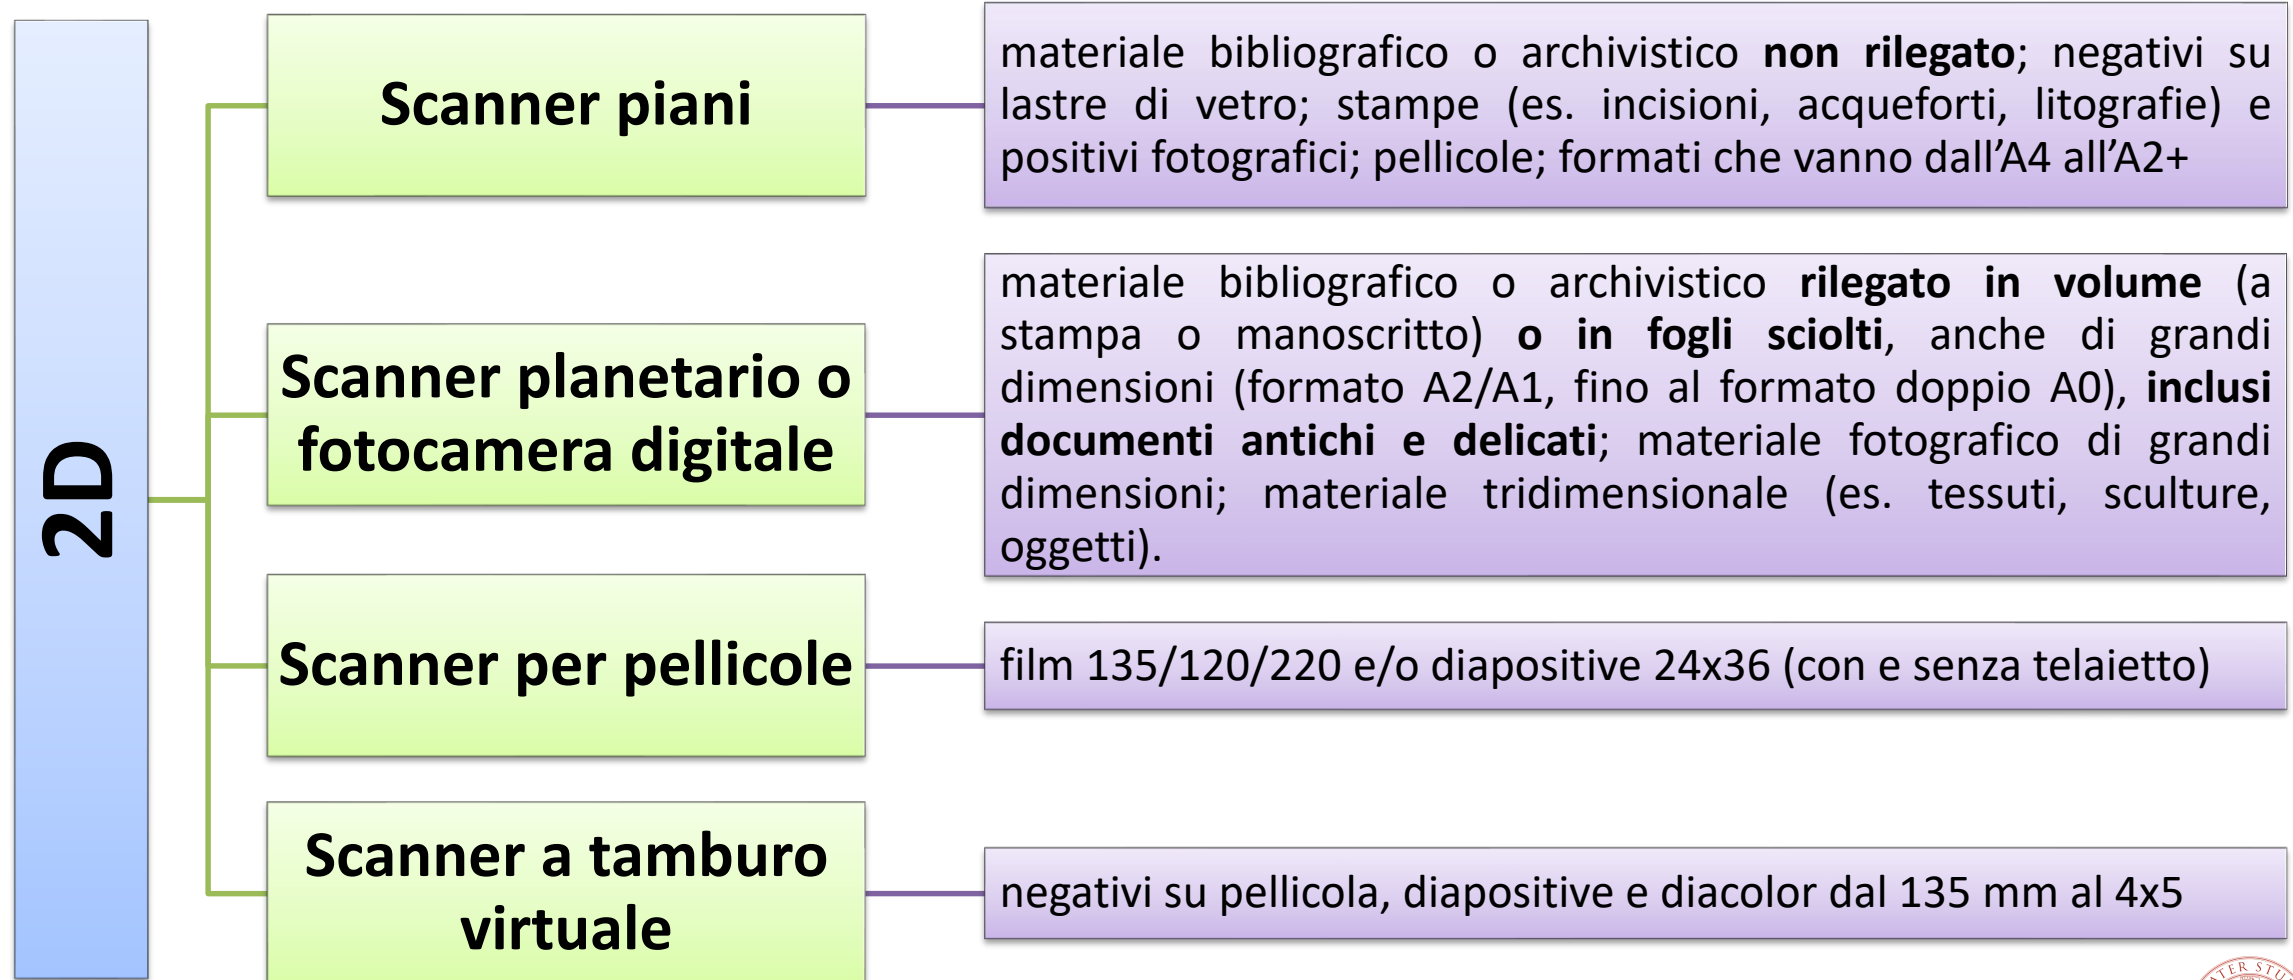 2D
Scanner piani
materiale bibliografico o archivistico non rilegato; negativi su
lastre di vetro; stampe (es. incisioni, acqueforti, litografie) e
positivi fotografici; pellicole; formati che vanno dall’A4 all’A2+
Scanner planetario o
fotocamera digitale
materiale bibliografico o archivistico rilegato in volume (a
stampa o manoscritto) o in fogli sciolti, anche di grandi
dimensioni (formato A2/A1, fino al formato doppio A0), inclusi
documenti antichi e delicati; materiale fotografico di grandi
dimensioni; materiale tridimensionale (es. tessuti, sculture,
oggetti).
Scanner per pellicole
film 135/120/220 e/o diapositive 24x36 (con e senza telaietto)
Scanner a tamburo
virtuale
negativi su pellicola, diapositive e diacolor dal 135 mm al 4x5